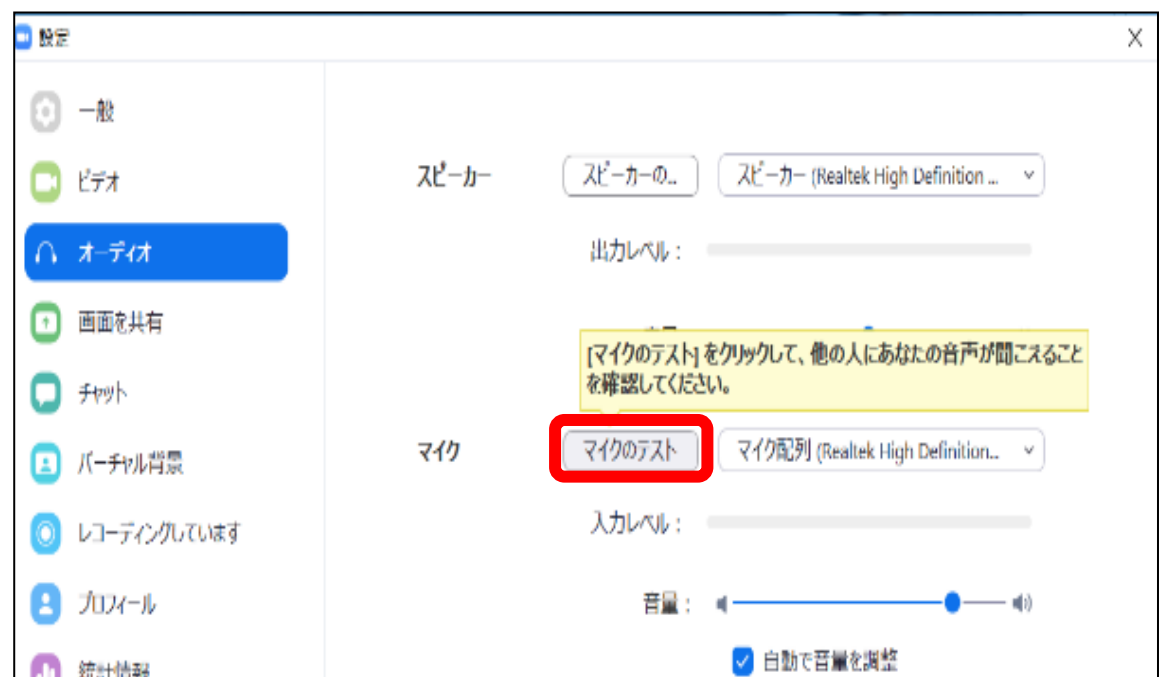 設定
一般
ビデオ
オーディオ
画面を共有
チャット
バーチャル背景
レコーディングしています
プロフィール
統計情報
スピーカー
スピーカーの...
スピーカー (Realtek High Definition ...
出力レベル：
[マイクのテスト] をクリックして、他の人にあなたの音声が聞こえること
を確認してください。
マイク
マイクのテスト
マイク配列 (Realtek High Definition...
入力レベル：
音量：
自動で音量を調整